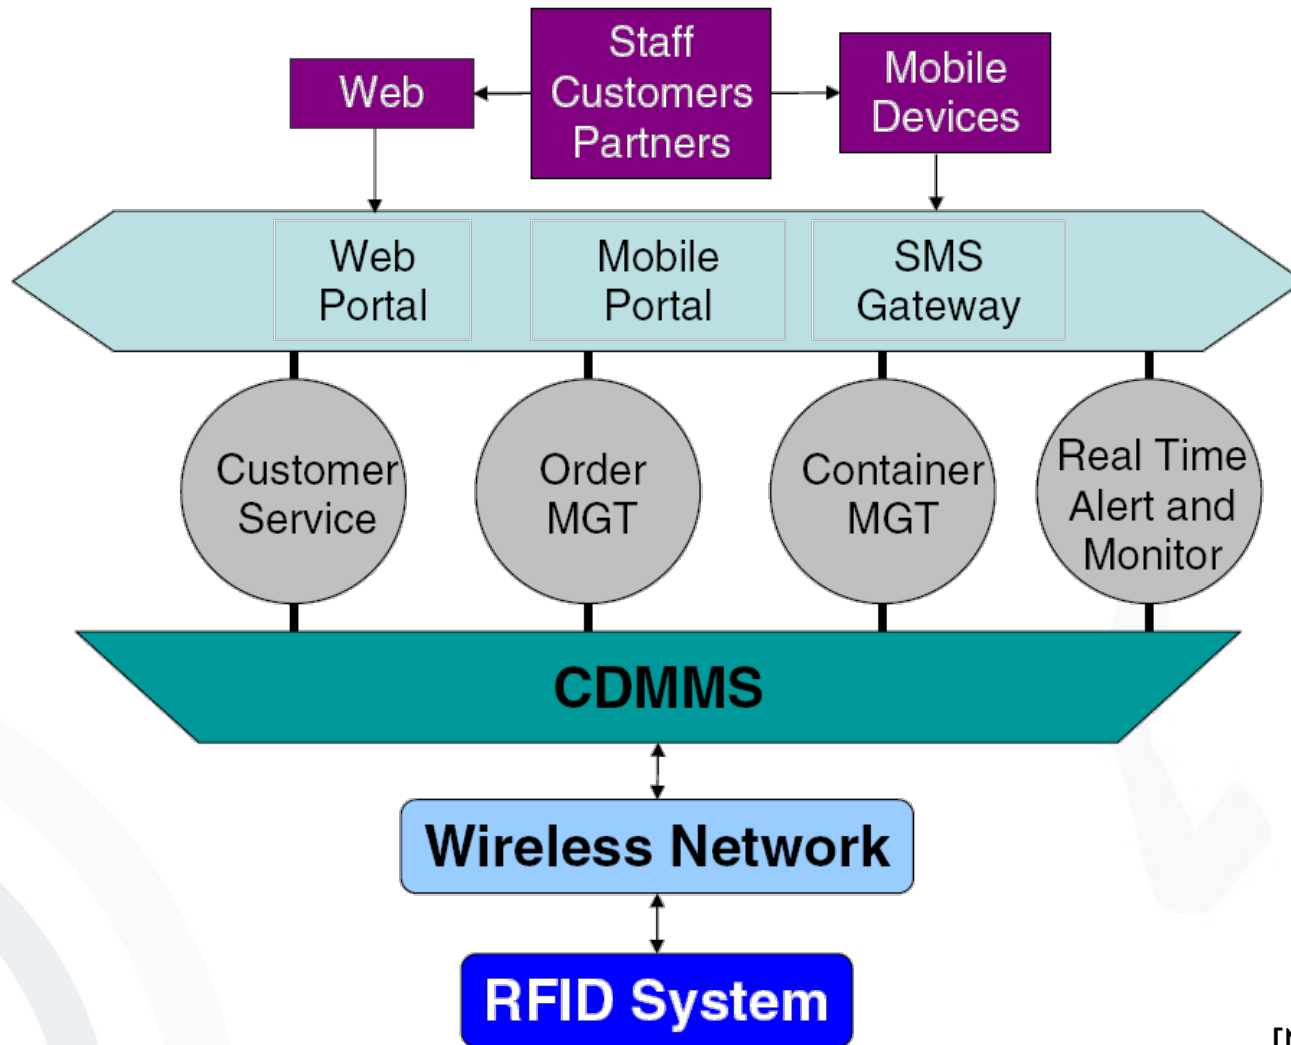 Staff
Customers
Partners
Web
Mobile
Devices
Web
Portal
Mobile
Portal
SMS
Gateway
Customer
Service
Order
MGT
Container
MGT
Real Time
Alert and
Monitor
CDMMS
Wireless Network
RFID System